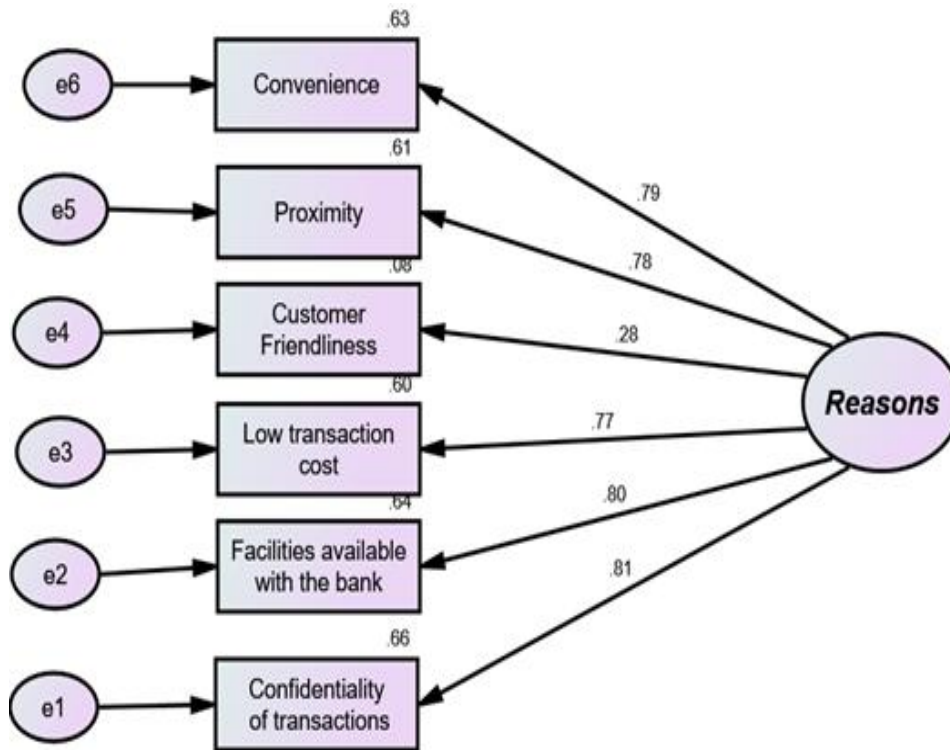 .63
e6
Convenience
.79
.61
e5
Proximity
.78
.08
e4
Customer
Friendliness
.28
Reasons
.60
e3
Low transaction
cost
.77
.64
e2
Facilities available
with the bank
.80
.81
.66
e1
Confidentiality
of transactions